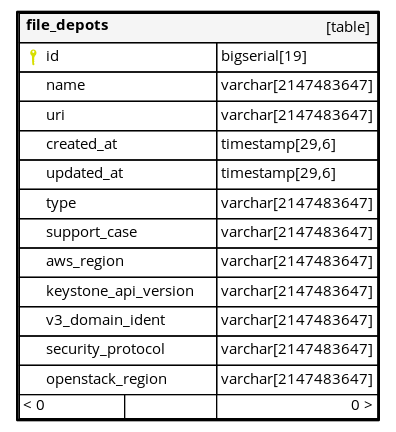 file_depots [table]
id bigserial[19]
name varchar[2147483647]
uri varchar[2147483647]
created_at timestamp[29,6]
updated_at timestamp[29,6]
type varchar[2147483647]
support_case varchar[2147483647]
aws_region varchar[2147483647]
keystone_api_version varchar[2147483647]
v3_domain_ident varchar[2147483647]
security_protocol varchar[2147483647]
openstack_region varchar[2147483647]
< 0 0 >